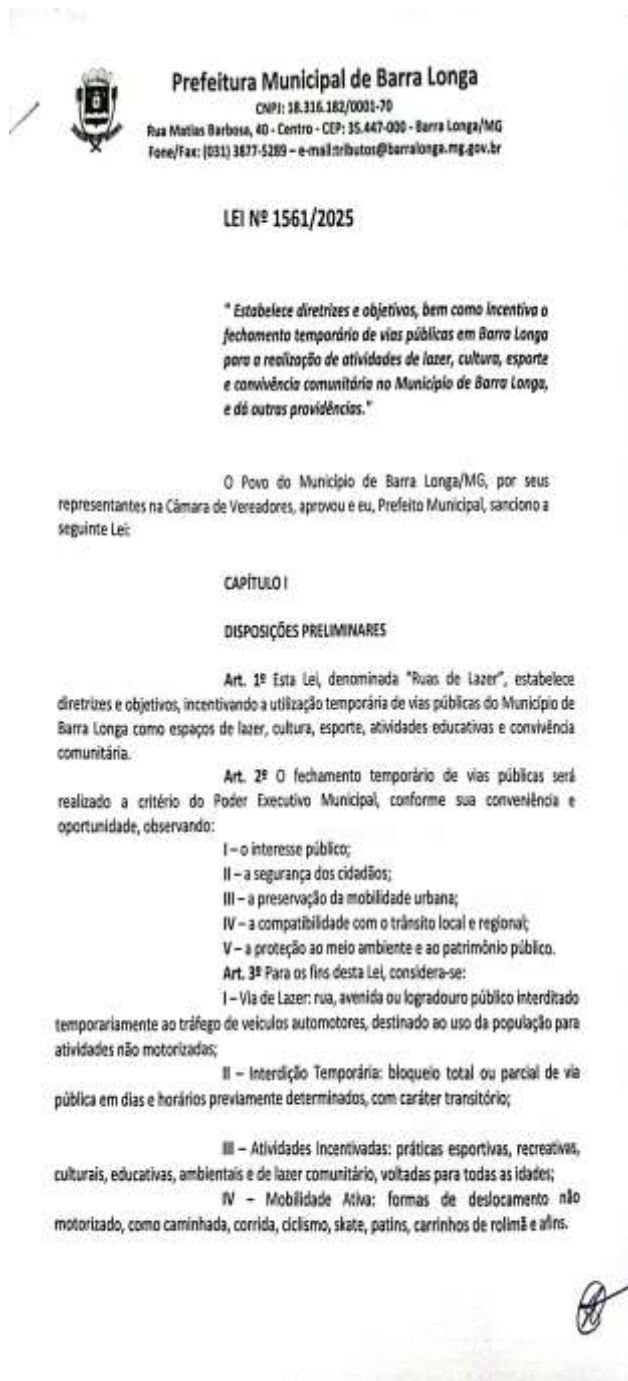 Prefeitura Municipal de Barra Longa
CNPJ: 18.316.182/0001-70
Rua Matias Barbosa, 40 - Centro - CEP: 35.447-000 - Barra Longa/MG
Fone/Fax: (031) 3877-5289 – e-mail:tributos@barralonga.mg.gov.br
LEI Nº 1561/2025
" Estabelece diretrizes e objetivos, bem como incentiva o
fechamento temporário de vias públicas em Barra Longa
para a realização de atividades de lazer, cultura, esporte
e convivência comunitária no Município de Barra Longa,
e dá outras providências."
O Povo do Município de Barra Longa/MG, por seus
representantes na Câmara de Vereadores, aprovou e eu, Prefeito Municipal, sanciono a
seguinte Lei:
CAPÍTULO I
DISPOSIÇÕES PRELIMINARES
Art. 1º Esta Lei, denominada "Ruas de Lazer", estabelece
diretrizes e objetivos, incentivando a utilização temporária de vias públicas do Município de
Barra Longa como espaços de lazer, cultura, esporte, atividades educativas e convivência
comunitária.
Art. 2º O fechamento temporário de vias públicas será
realizado a critério do Poder Executivo Municipal, conforme sua conveniência e
oportunidade, observando:
I – o interesse público;
II – a segurança dos cidadãos;
III – a preservação da mobilidade urbana;
IV – a compatibilidade com o trânsito local e regional;
V – a proteção ao meio ambiente e ao patrimônio público.
Art. 3º Para os fins desta Lei, considera-se:
I – Via de Lazer: rua, avenida ou logradouro público interditado
temporariamente ao tráfego de veículos automotores, destinado ao uso da população para
atividades não motorizadas;
II – Interdição Temporária: bloqueio total ou parcial de via
pública em dias e horários previamente determinados, com caráter transitório;
III – Atividades Incentivadas: práticas esportivas, recreativas,
culturais, educativas, ambientais e de lazer comunitário, voltadas para todas as idades;
IV – Mobilidade Ativa: formas de deslocamento não
motorizado, como caminhada, corrida, ciclismo, skate, patins, carrinhos de rolimã e afins.